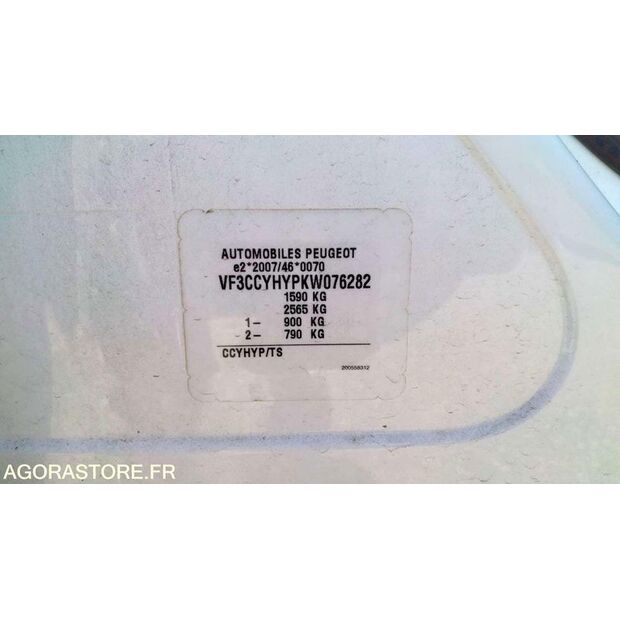 AUTOMOBILES PEUGEOT
e2*2007/46*0070
VF3CCYHYPKW076282
1590 KG
2565 KG
1- 900 KG
2- 790 KG
CCYHYP/TS
200558312
AGORASTORE.FR